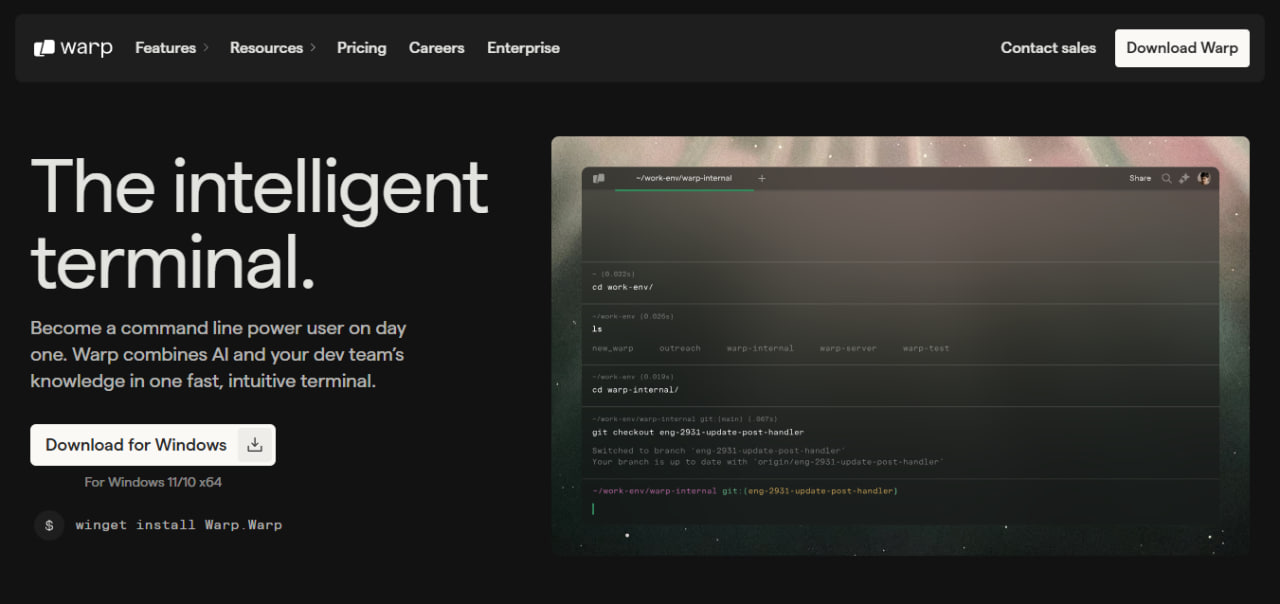 warp Features Resources Pricing Careers Enterprise Contact sales Download Warp
The intelligent
terminal.
Become a command line power user on day
one. Warp combines AI and your dev team's
knowledge in one fast, intuitive terminal.
Download for Windows
For Windows 11/10 x64
$ winget install Warp.Warp
~/work-env/warp-internal + Share
~ (0.022s)
cd work-env/
~/work-env (0.026s)
ls
new_warp outreach warp-internal warp-server warp-test
~/work-env (0.019s)
cd warp-internal/
~/work-env/warp-internal git:(main) (.067s)
git checkout eng-2931-update-post-handler
Switched to branch 'eng-2931-update-post-handler'
Your branch is up to date with 'origin/eng-2931-update-post-handler'
~/work-env/warp-internal git:(eng-2931-update-post-handler)